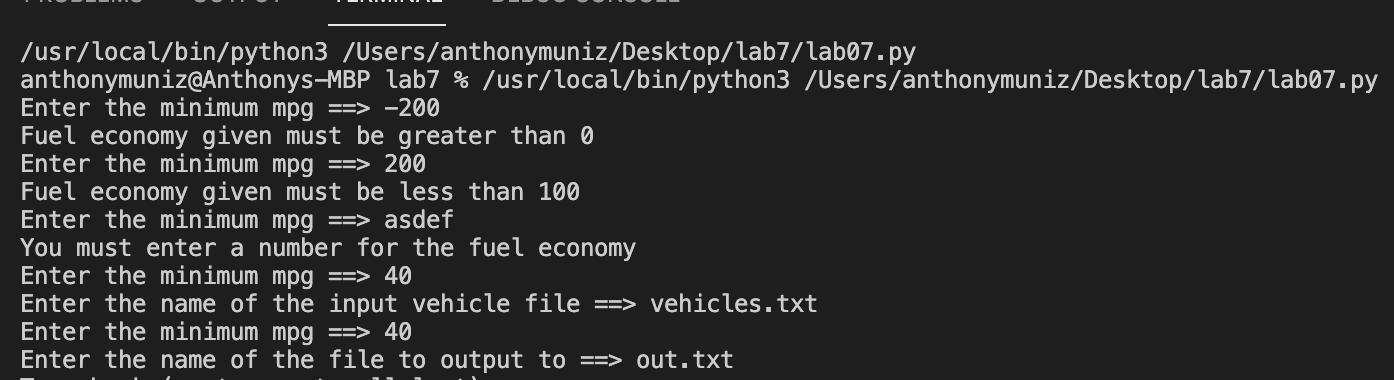 PROBLEMS OUTPUT TERMINAL DEBUG CONSOLE
/usr/local/bin/python3 /Users/anthonymuniz/Desktop/lab7/lab07.py
anthonymuniz@Anthonys-MBP lab7 % /usr/local/bin/python3 /Users/anthonymuniz/Desktop/lab7/lab07.py
Enter the minimum mpg ==> -200
Fuel economy given must be greater than 0
Enter the minimum mpg ==> 200
Fuel economy given must be less than 100
Enter the minimum mpg ==> asdef
You must enter a number for the fuel economy
Enter the minimum mpg ==> 40
Enter the name of the input vehicle file ==> vehicles.txt
Enter the minimum mpg ==> 40
Enter the name of the file to output to ==> out.txt
Traceback (most recent call last):